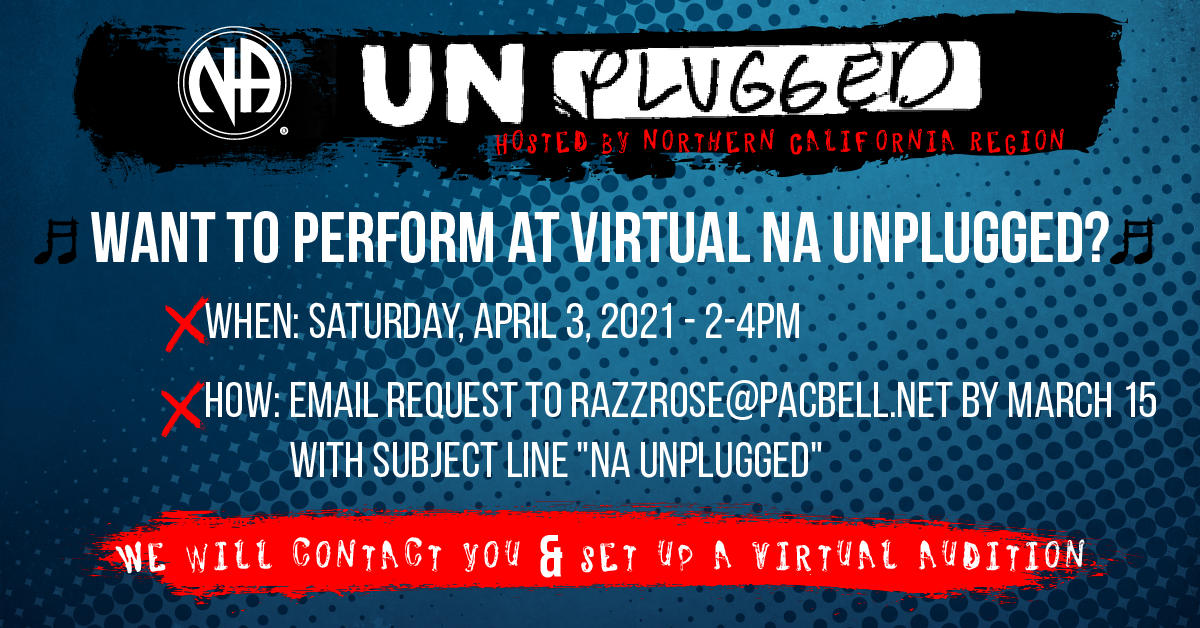 NA ®
UN PLUGGED
HOSTED BY NORTHERN CALIFORNIA REGION
WANT TO PERFORM AT VIRTUAL NA UNPLUGGED?
WHEN: SATURDAY, APRIL 3, 2021 - 2-4PM
HOW: EMAIL REQUEST TO RAZZROSE@PACBELL.NET BY MARCH 15
WITH SUBJECT LINE "NA UNPLUGGED"
WE WILL CONTACT YOU & SET UP A VIRTUAL AUDITION